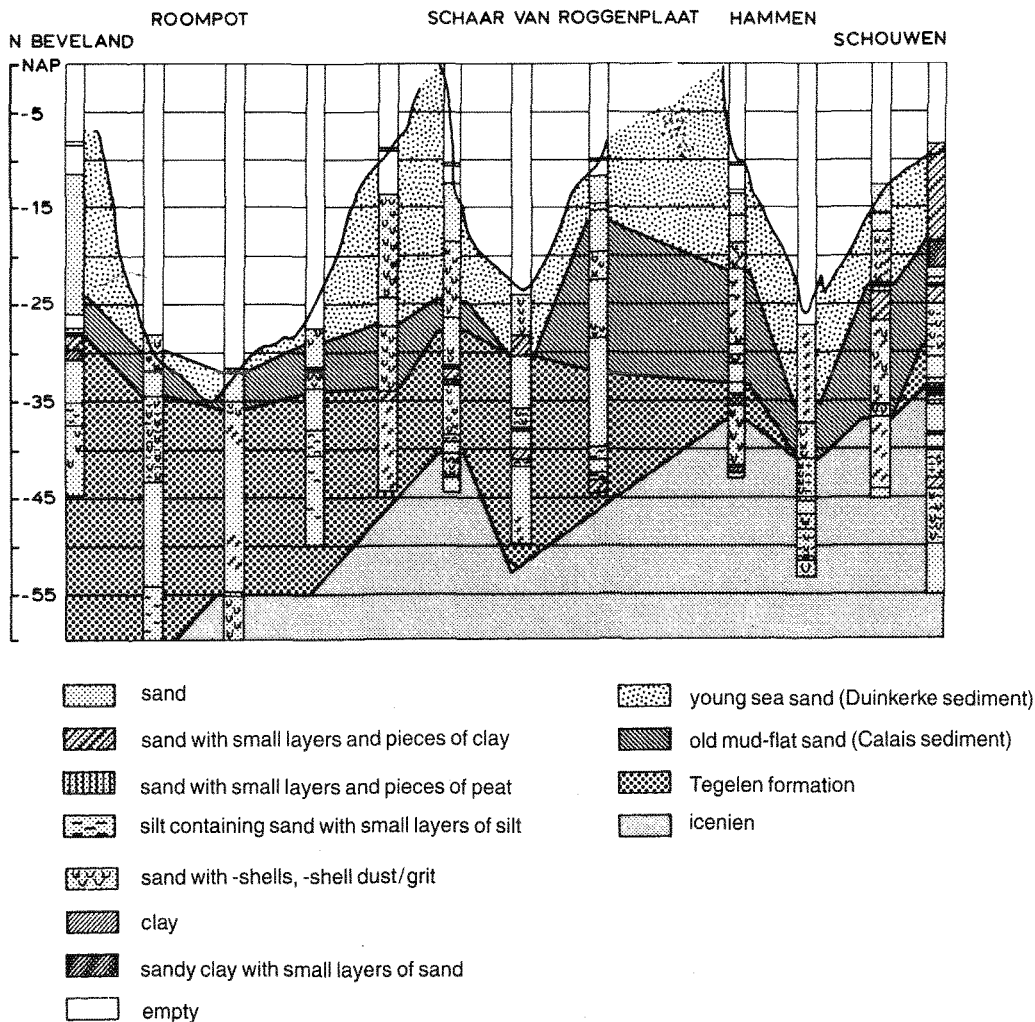 ROOMPOT
SCHAAR VAN ROGGENPLAAT
HAMMEN
N BEVELAND
SCHOUWEN
NAP
-5
-15
-25
-35
-45
-55
sand
sand with small layers and pieces of clay
sand with small layers and pieces of peat
silt containing sand with small layers of silt
sand with -shells, -shell dust/grit
clay
sandy clay with small layers of sand
empty
young sea sand (Duinkerke sediment)
old mud-flat sand (Calais sediment)
Tegelen formation
icenien